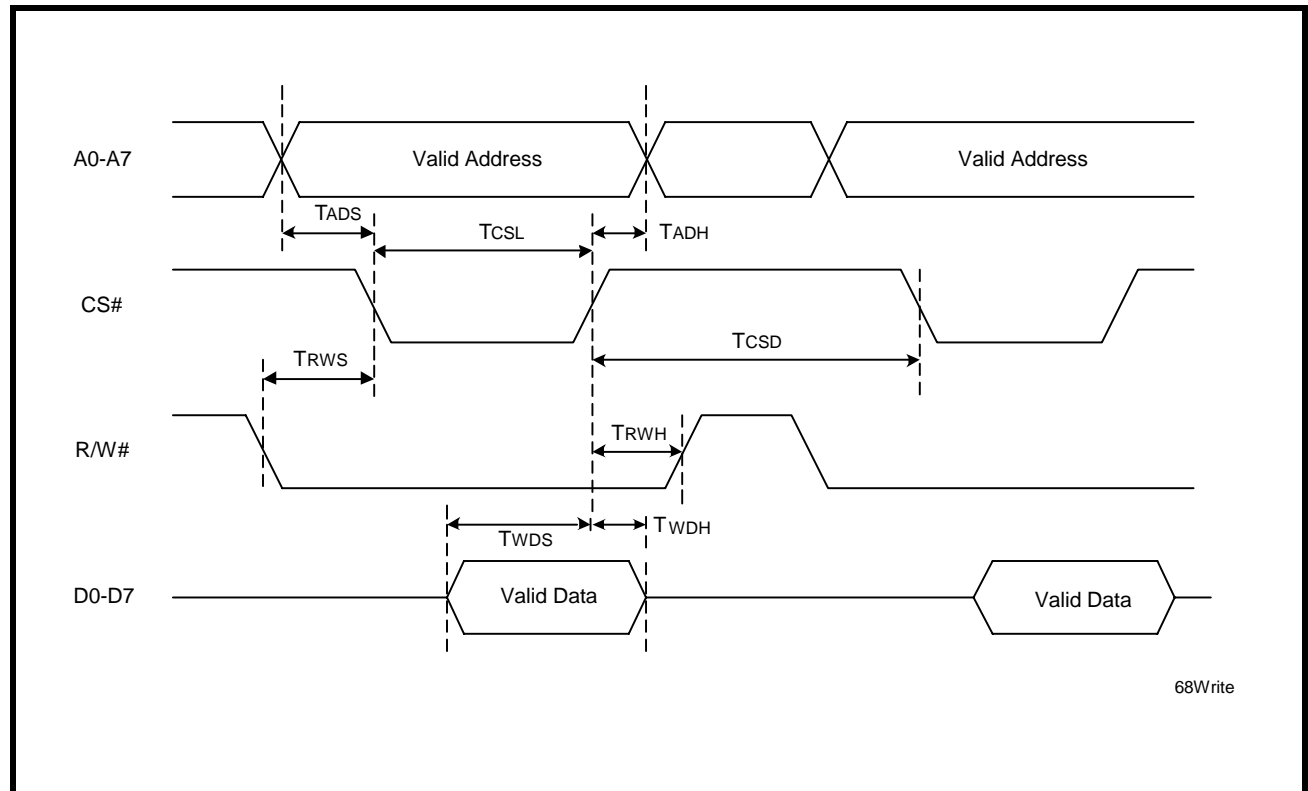 A0-A7
Valid Address
Valid Address
TADS
TCSL
TADH
CS#
TCSD
TRWS
R/W#
TRWH
TWDS
TWDH
D0-D7
Valid Data
Valid Data
68Write